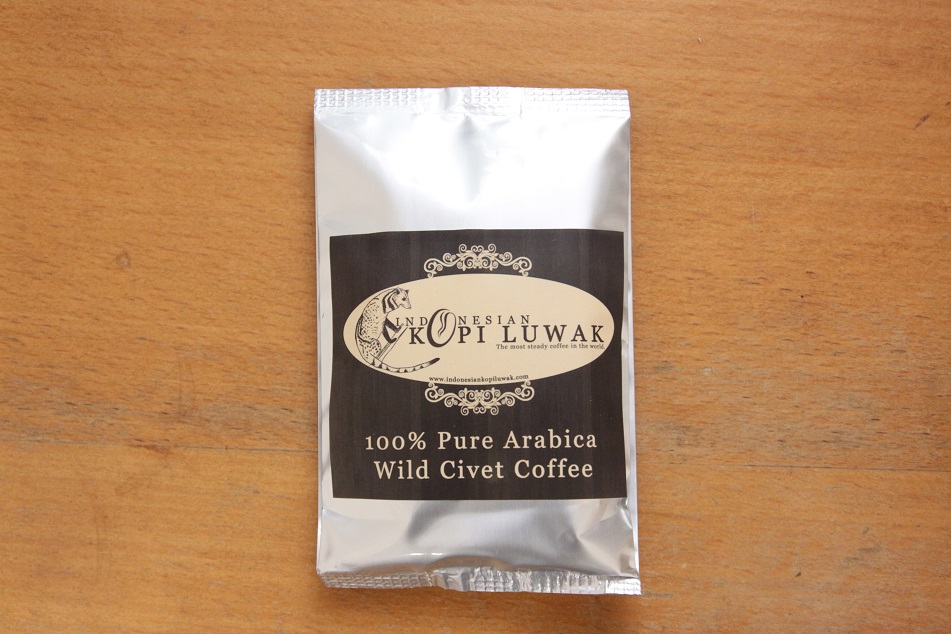 INDONESIAN
KOPI LUWAK
The most steady coffee in the world.
www.indonesiankopiluwak.com
100% Pure Arabica
Wild Civet Coffee